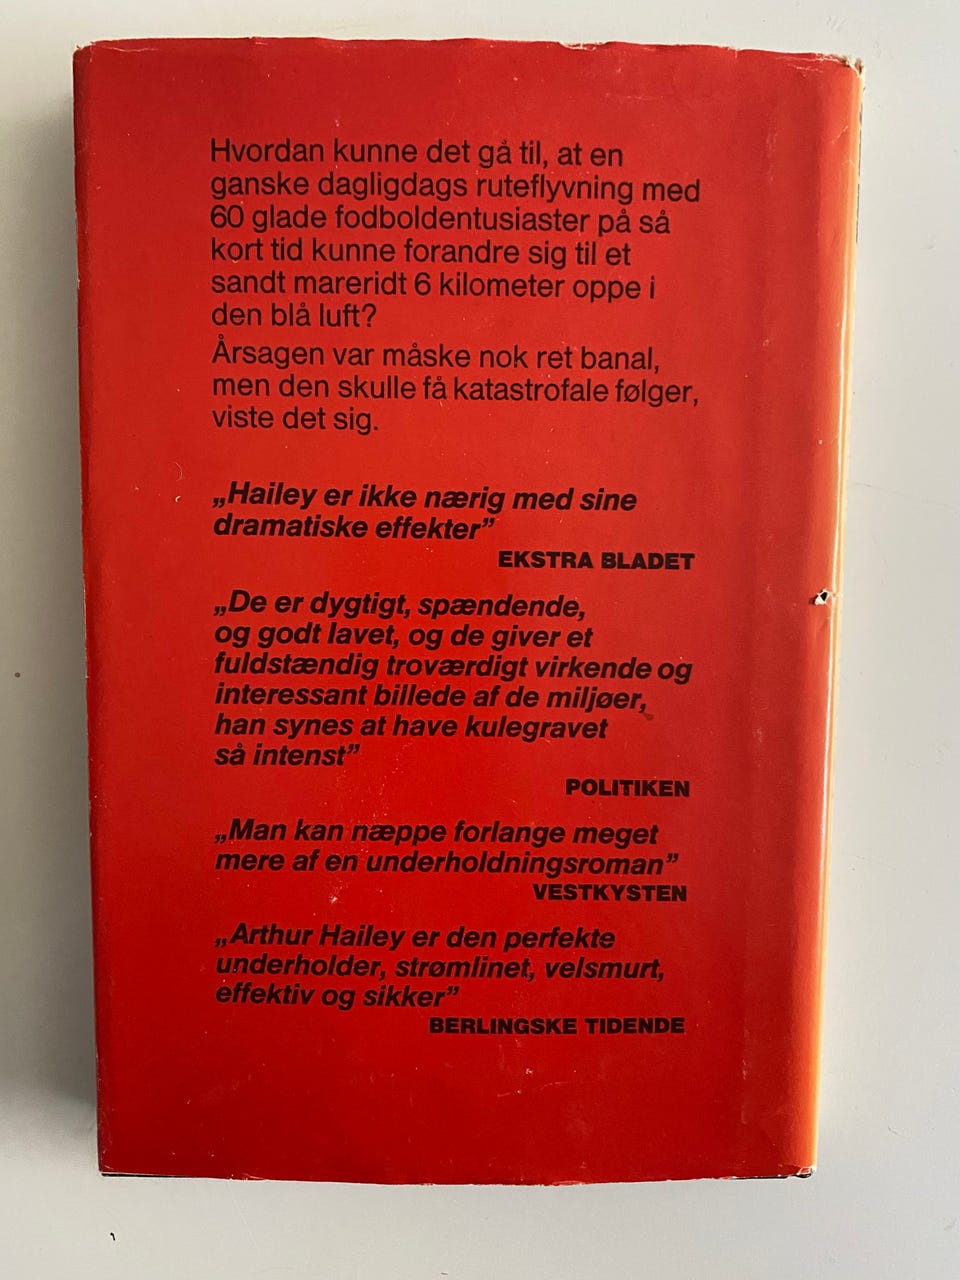 Hvordan kunne det gå til, at en
ganske dagligdags ruteflyvning med
60 glade fodboldentusiaster på så
kort tid kunne forandre sig til et
sandt mareridt 6 kilometer oppe i
den blå luft?
Årsagen var måske nok ret banal,
men den skulle få katastrofale følger,
viste det sig.
„Hailey er ikke nærig med sine
dramatiske effekter”
EKSTRA BLADET
„De er dygtigt, spændende,
og godt lavet, og de giver et
fuldstændig troværdigt virkende og
interessant billede af de miljøer,
han synes at have kulegravet
så intenst”
POLITIKEN
„Man kan næppe forlange meget
mere af en underholdningsroman”
VESTKYSTEN
„Arthur Hailey er den perfekte
underholder, strømlinet, velsmurt,
effektiv og sikker”
BERLINGSKE TIDENDE